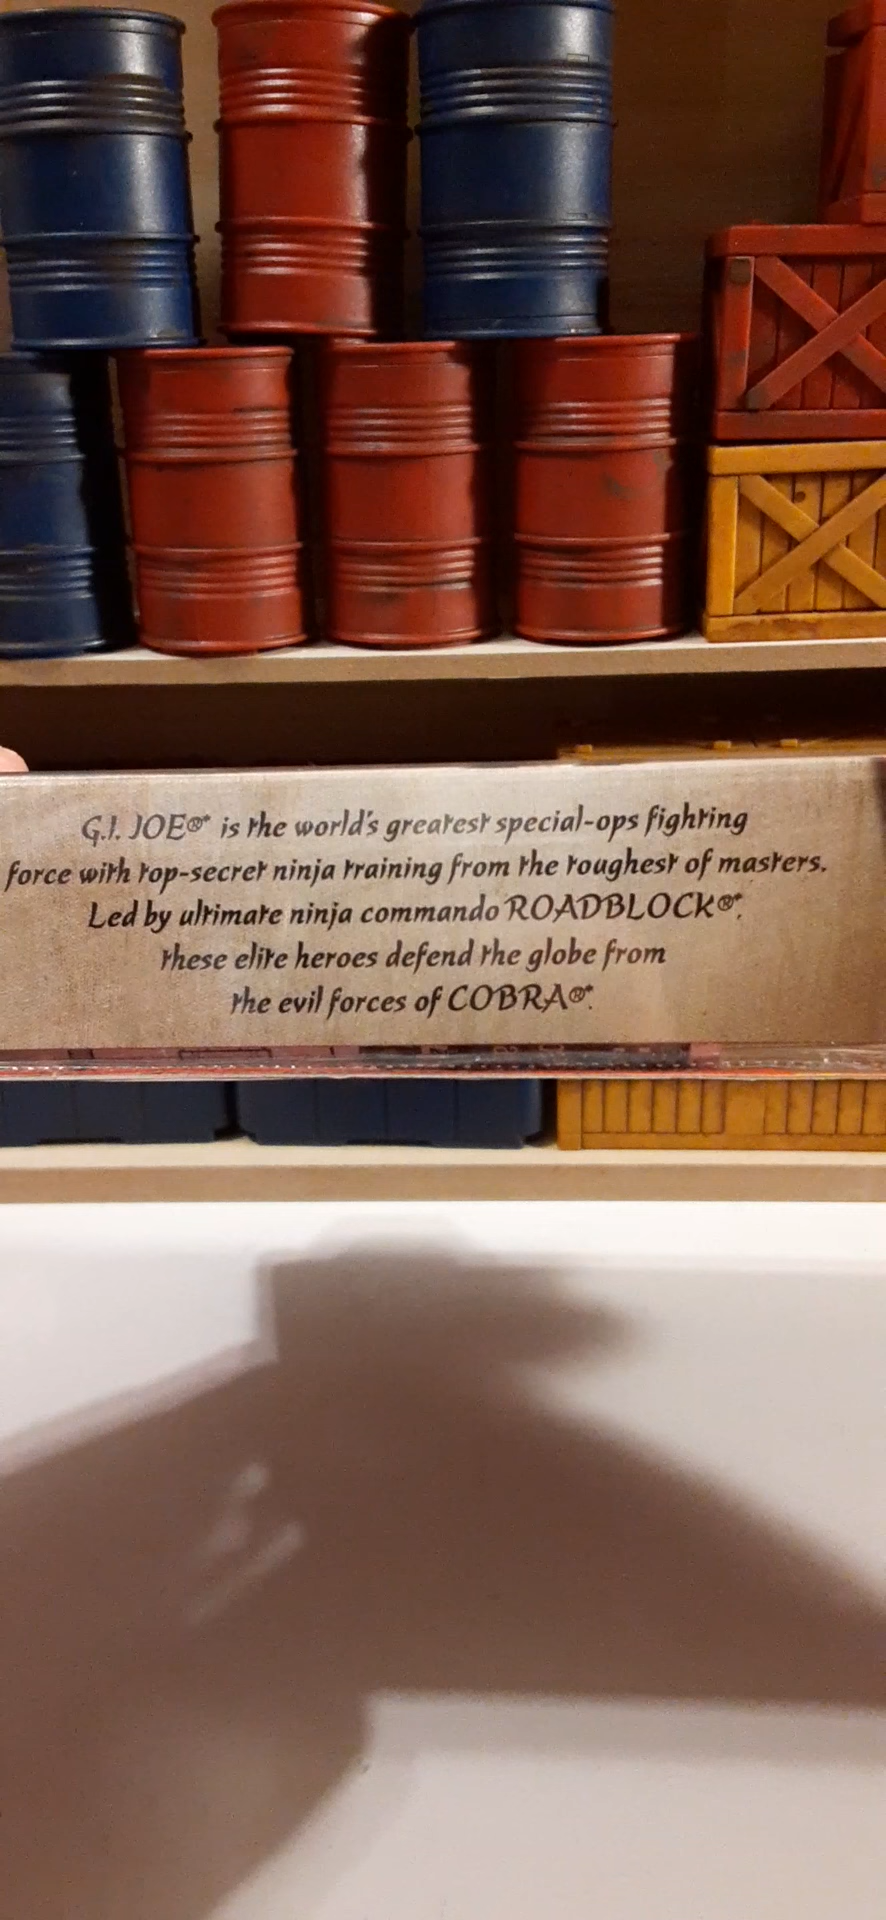 G.I. JOE®* is the world's greatest special-ops fighting
force with top-secret ninja training from the toughest of masters.
Led by ultimate ninja commando ROADBLOCK®*,
these elite heroes defend the globe from
the evil forces of COBRA®*.